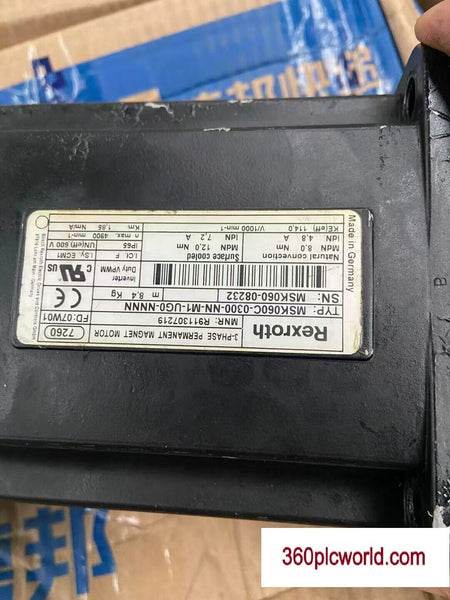 3-PHASE PERMANENT MAGNET MOTOR
7260
Rexroth
MNR: R911307219
TYP: MSK060C-0300-NN-M1-UG0-NNNN
FD:07W01
SN: MSK060-08232
m 8,4 Kg
Inverter
Duty VPWM
Natural convection
Surface cooled
I.Cl. F
I.Sy. ECM1
MdN 8,0 Nm
MdN 12,0 Nm
IP65
UN(eff) 600 V
IdN 4,8 A
IdN 7,2 A
n max. 4900 min-1
KE(eff) 114,0
V/1000 min-1
Km 1,85 Nm/A
Made in Germany
B
360plcworld.com